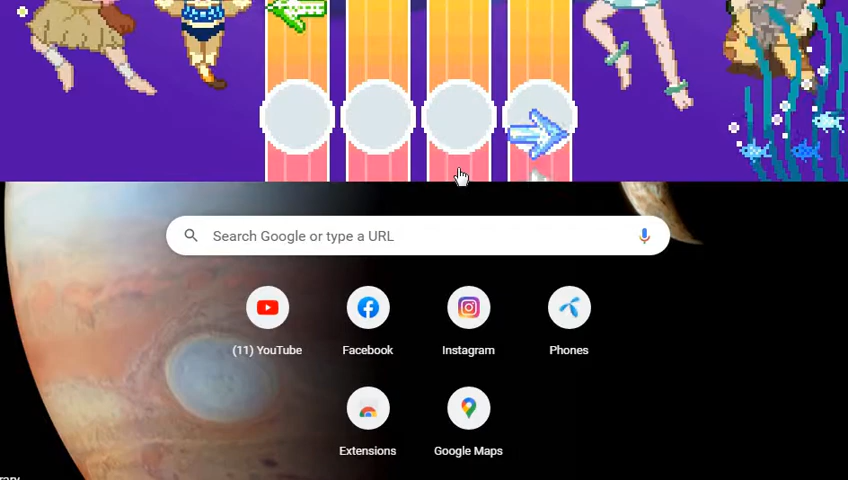 Search Google or type a URL
(11) YouTube
Facebook
Instagram
Phones
Extensions
Google Maps